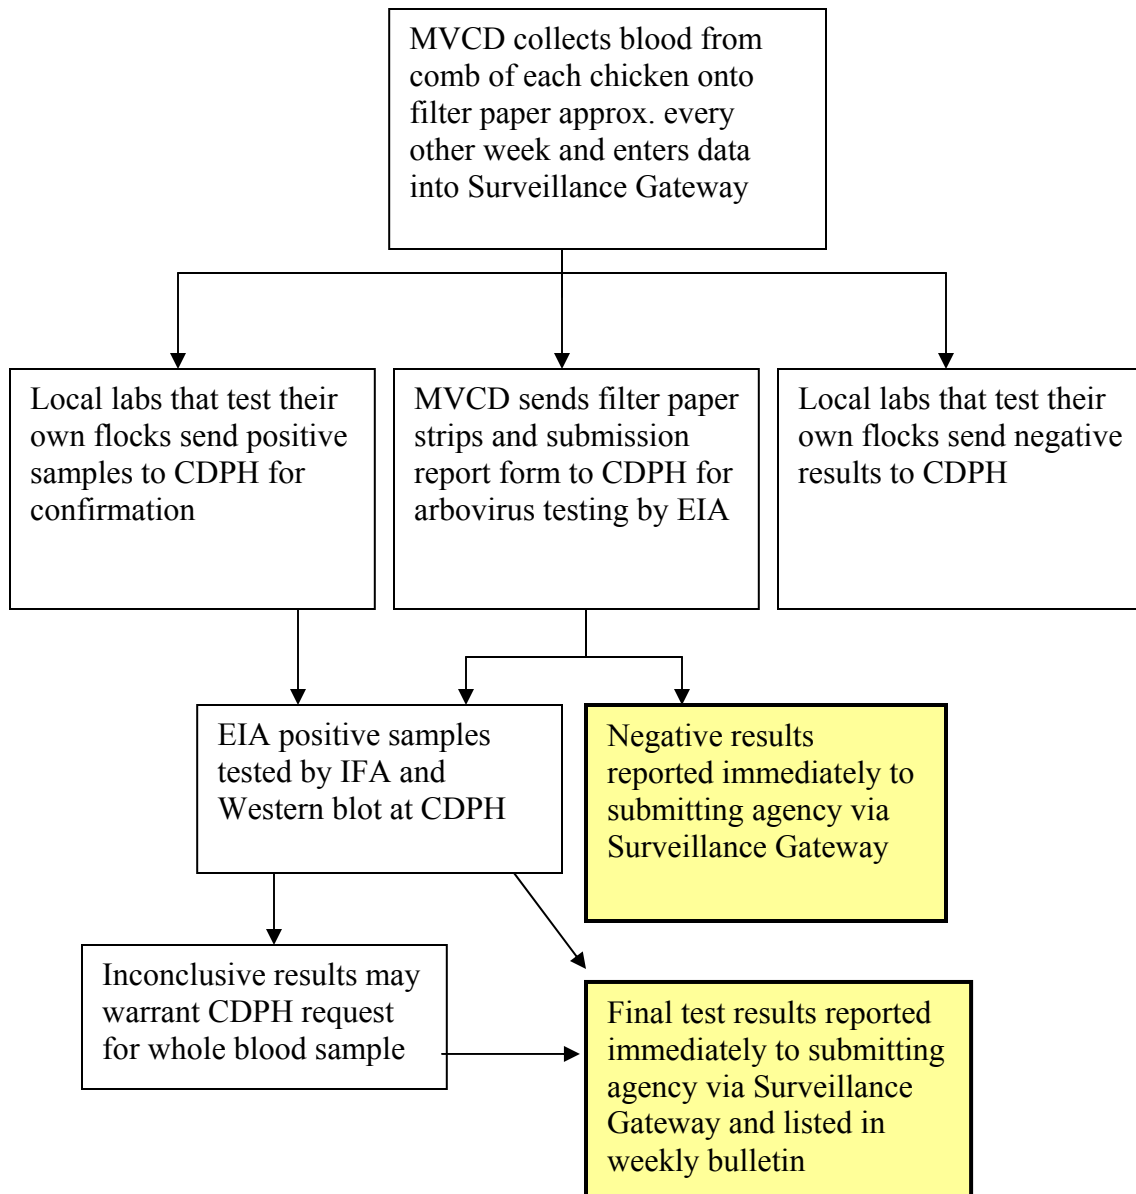 MVCD collects blood from
comb of each chicken onto
filter paper approx. every
other week and enters data
into Surveillance Gateway
Local labs that test their
own flocks send positive
samples to CDPH for
confirmation
MVCD sends filter paper
strips and submission
report form to CDPH for
arbovirus testing by EIA
Local labs that test their
own flocks send negative
results to CDPH
EIA positive samples
tested by IFA and
Western blot at CDPH
Negative results
reported immediately to
submitting agency via
Surveillance Gateway
Inconclusive results may
warrant CDPH request
for whole blood sample
Final test results reported
immediately to submitting
agency via Surveillance
Gateway and listed in
weekly bulletin